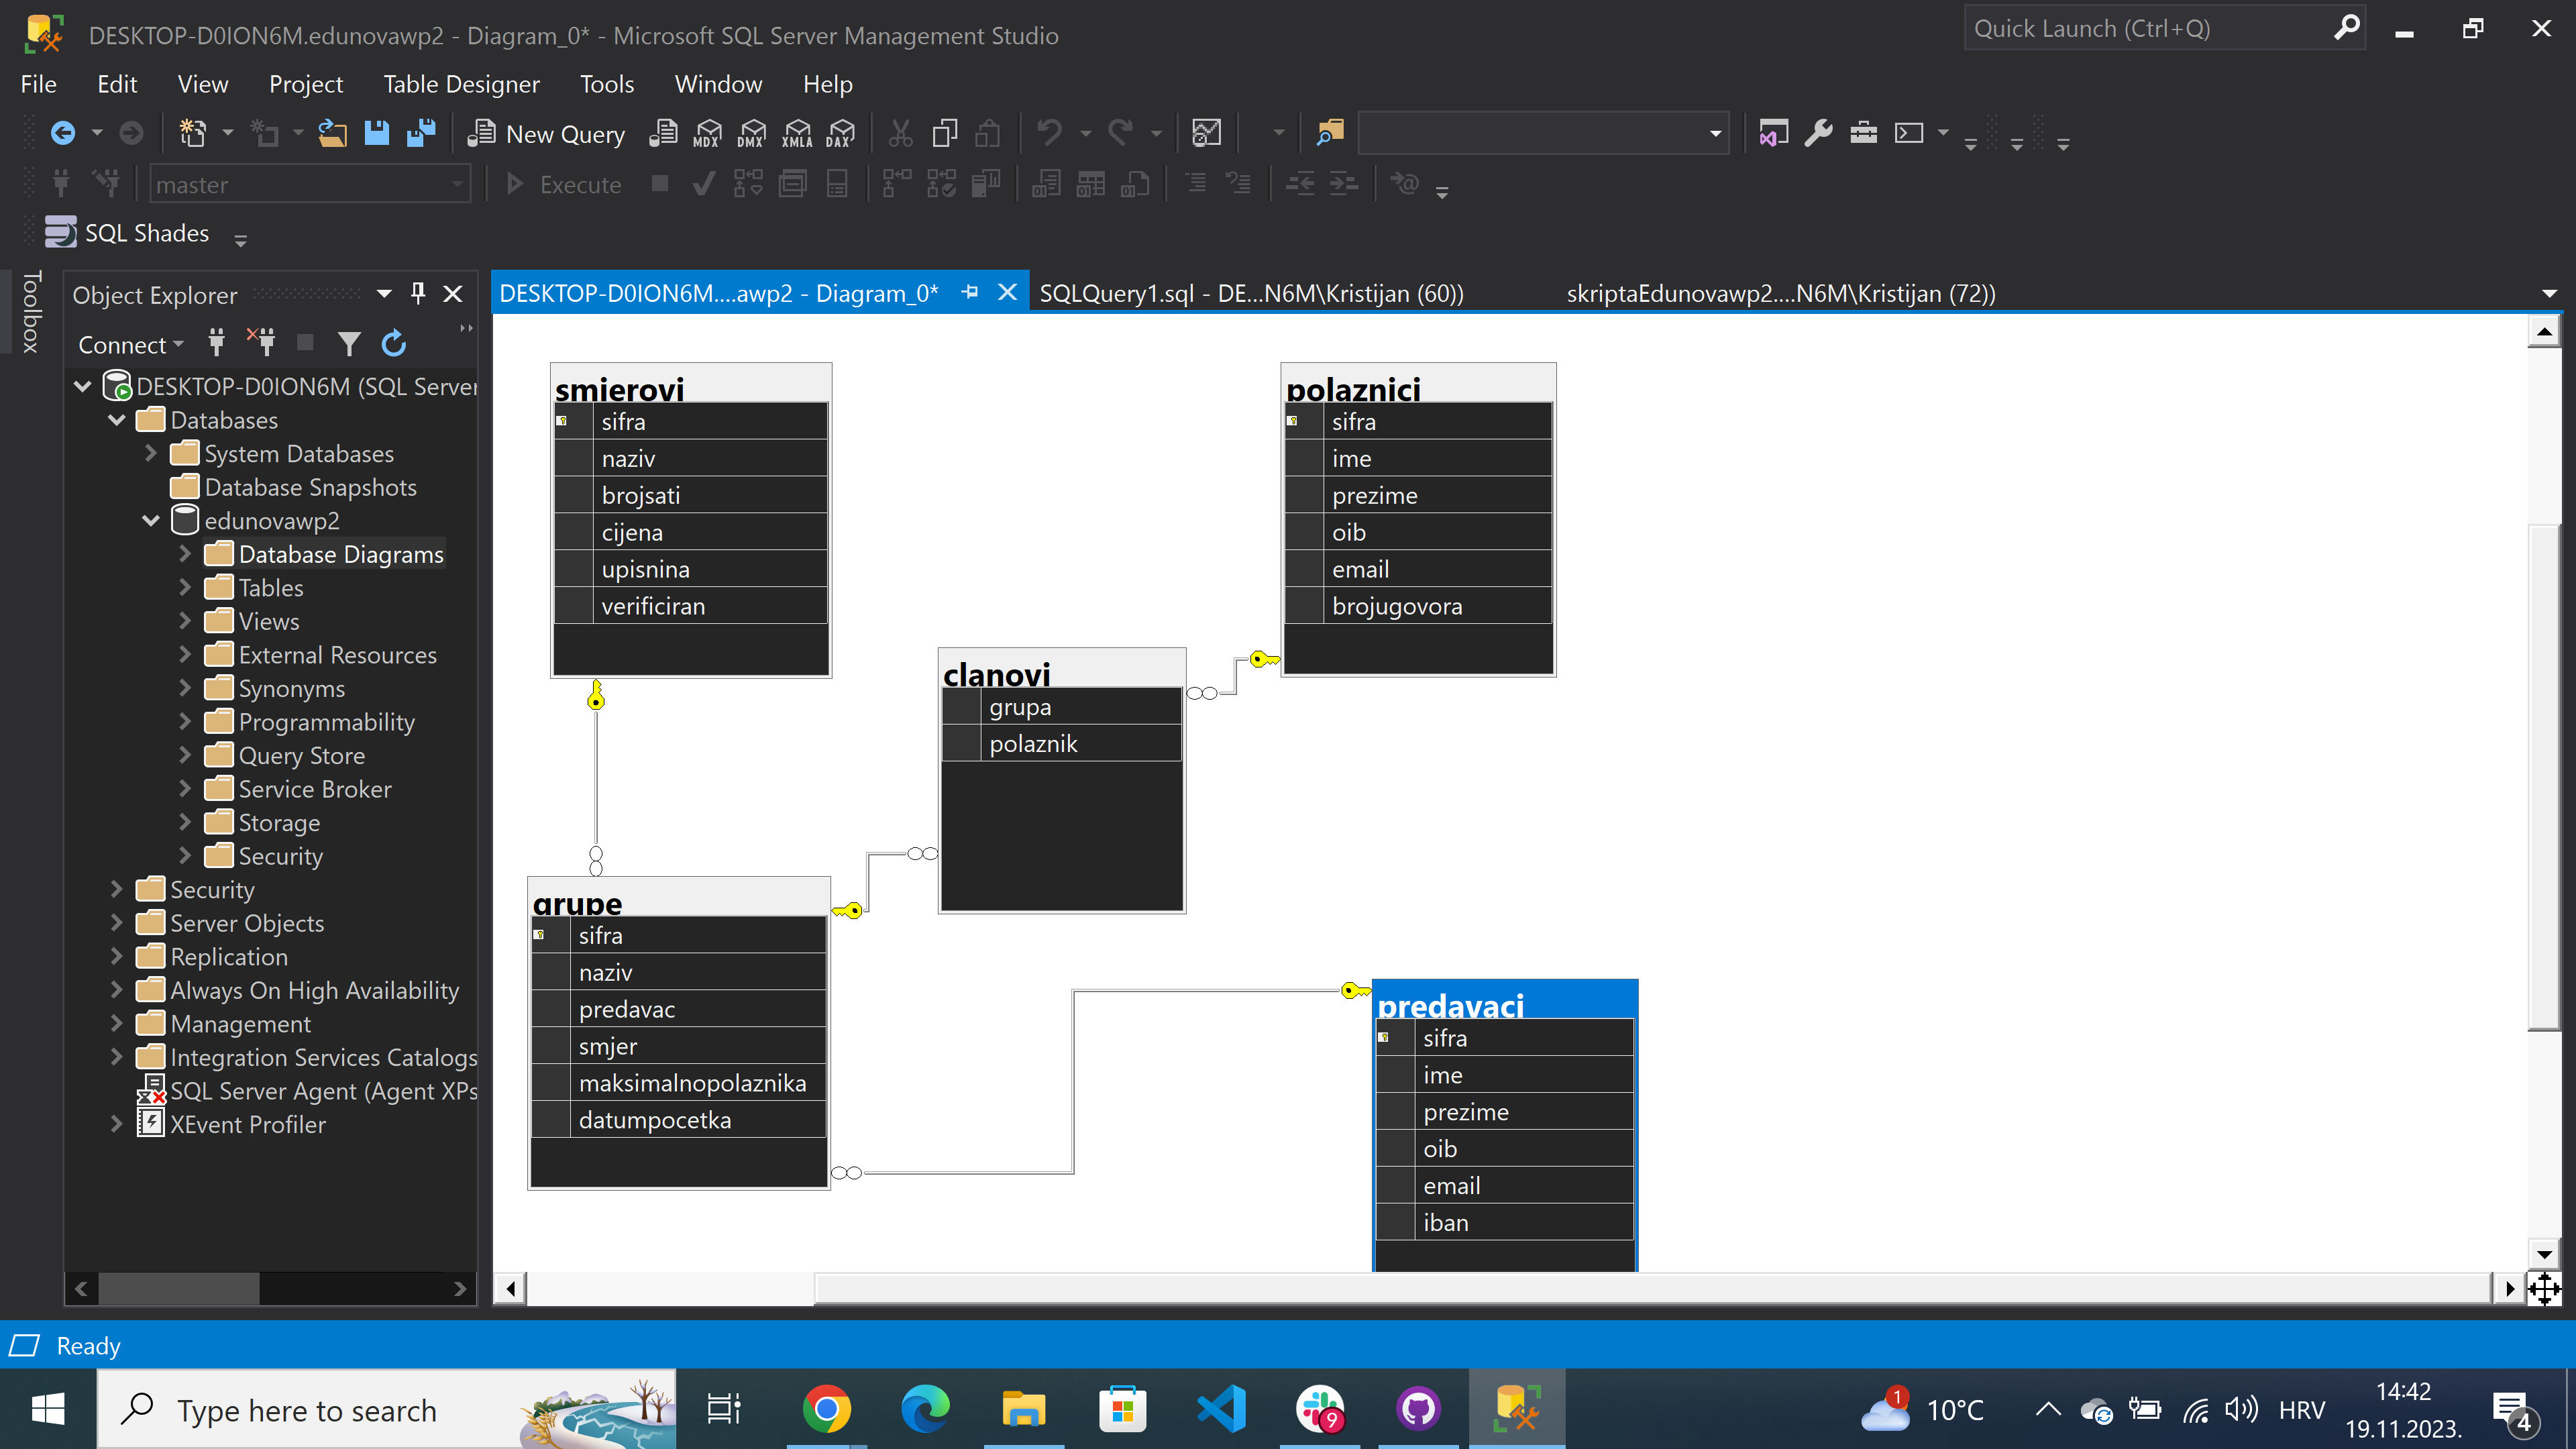 DESKTOP-D0ION6M.edunovawp2 - Diagram_0* - Microsoft SQL Server Management Studio
Quick Launch (Ctrl+Q)
File Edit View Project Table Designer Tools Window Help
New Query MDX DMX XMLA DAX
master Execute
SQL Shades
Toolbox
Object Explorer
Connect
DESKTOP-D0ION6M (SQL Server
Databases
System Databases
Database Snapshots
edunovawp2
Database Diagrams
Tables
Views
External Resources
Synonyms
Programmability
Query Store
Service Broker
Storage
Security
Security
Server Objects
Replication
Always On High Availability
Management
Integration Services Catalogs
SQL Server Agent (Agent XPs
XEvent Profiler
DESKTOP-D0ION6M....awp2 - Diagram_0*
SQLQuery1.sql - DE...N6M\Kristijan (60))
skriptaEdunovawp2....N6M\Kristijan (72))
smjerovi
sifra
naziv
brojsati
cijena
upisnina
verificiran
polaznici
sifra
ime
prezime
oib
email
brojugovora
clanovi
grupa
polaznik
grupe
sifra
naziv
predavac
smjer
maksimalnopolaznika
datumpocetka
predavaci
sifra
ime
prezime
oib
email
iban
Ready
Type here to search
9
1
10°C
HRV
14:42
19.11.2023.
4